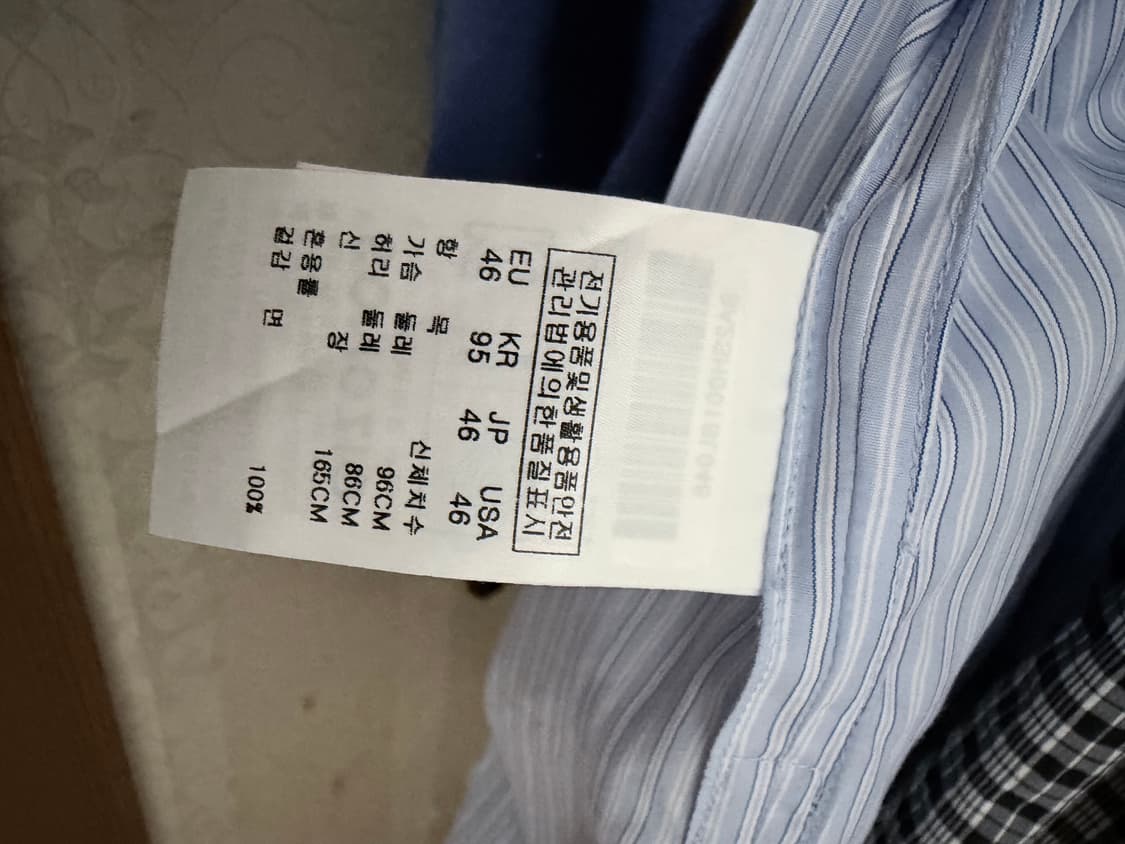 전기용품및생활용품안전
관리법에의한품질표시
EU KR JP USA
46 95 46 46
항 목 신체치수
가슴 둘레 96CM
허리 둘레 86CM
신 장 165CM
혼용률
겉감 면 100%